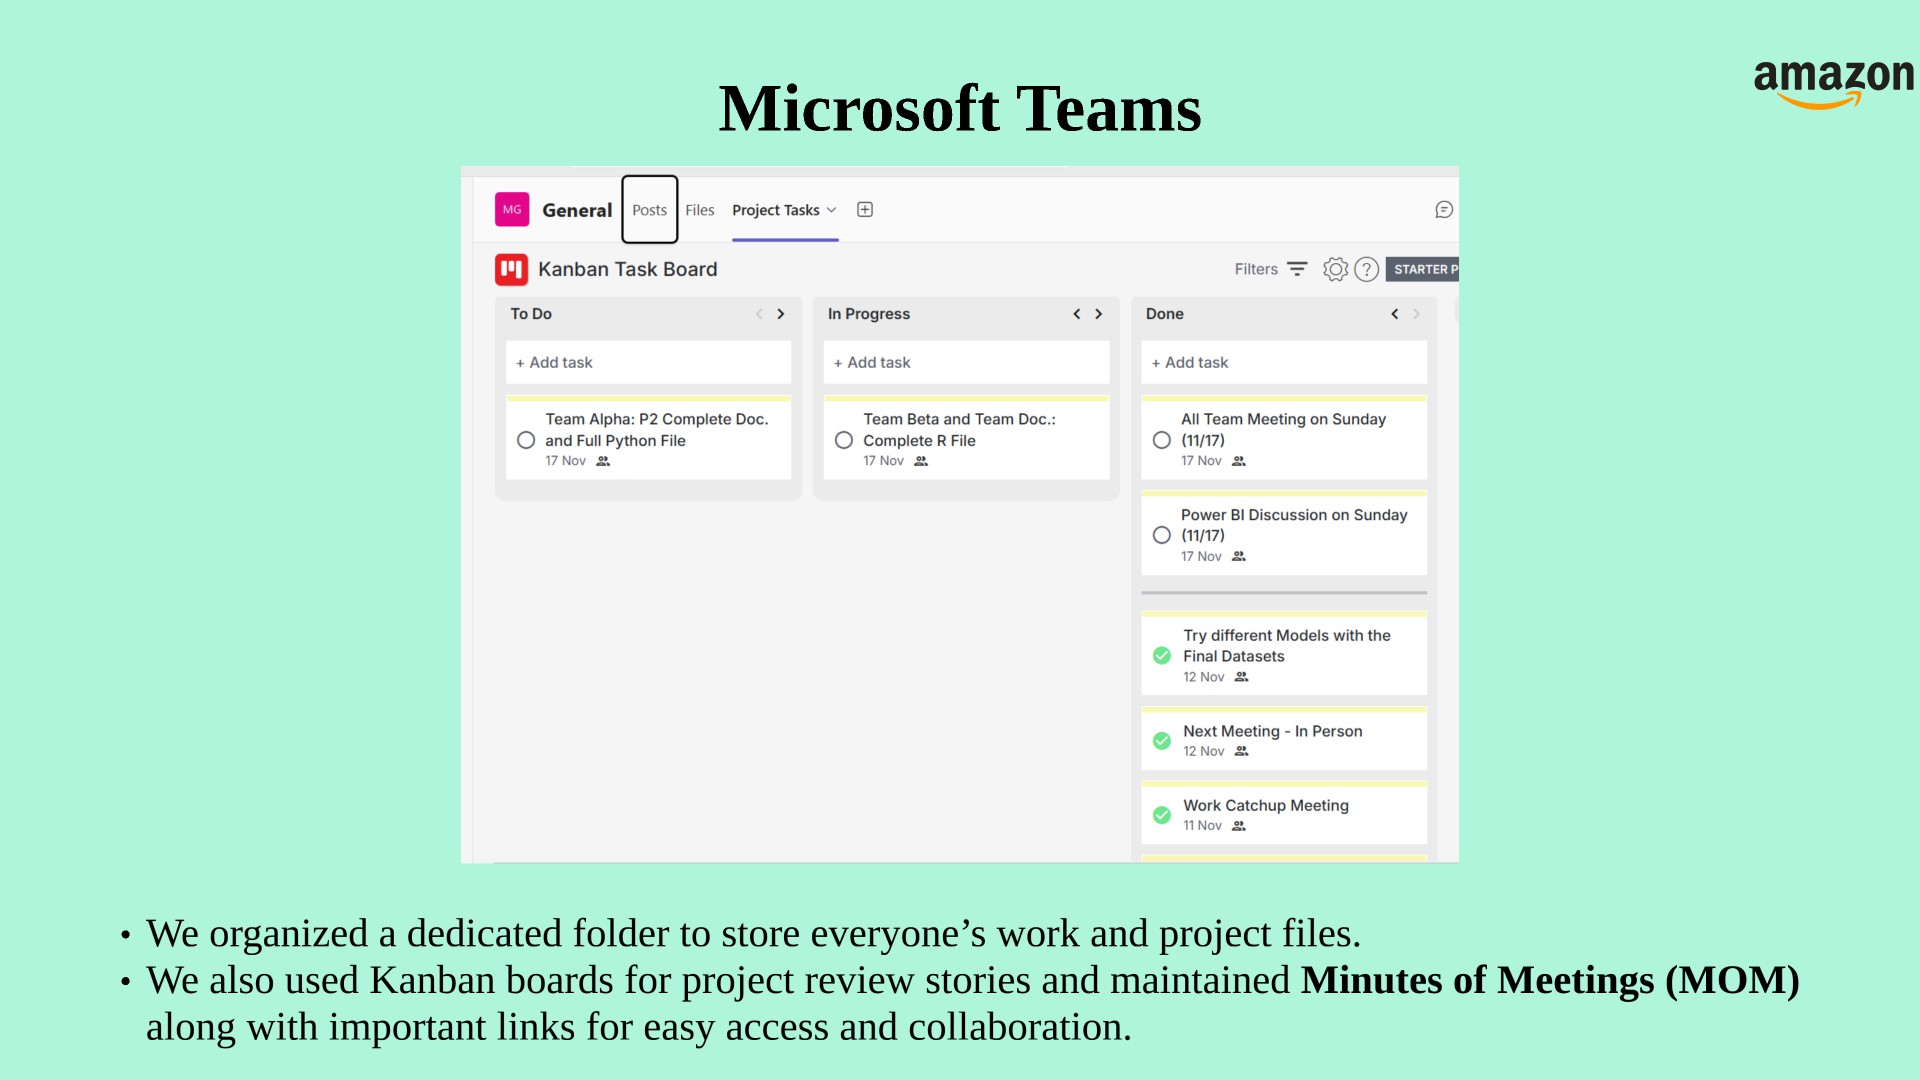 amazon
Microsoft Teams
MG General Posts Files Project Tasks
Kanban Task Board Filters ? STARTER P
To Do
+ Add task
Team Alpha: P2 Complete Doc.
and Full Python File
17 Nov
In Progress
+ Add task
Team Beta and Team Doc.:
Complete R File
17 Nov
Done
+ Add task
All Team Meeting on Sunday
(11/17)
17 Nov
Power BI Discussion on Sunday
(11/17)
17 Nov
Try different Models with the
Final Datasets
12 Nov
Next Meeting - In Person
12 Nov
Work Catchup Meeting
11 Nov
• We organized a dedicated folder to store everyone’s work and project files.
• We also used Kanban boards for project review stories and maintained Minutes of Meetings (MOM)
along with important links for easy access and collaboration.